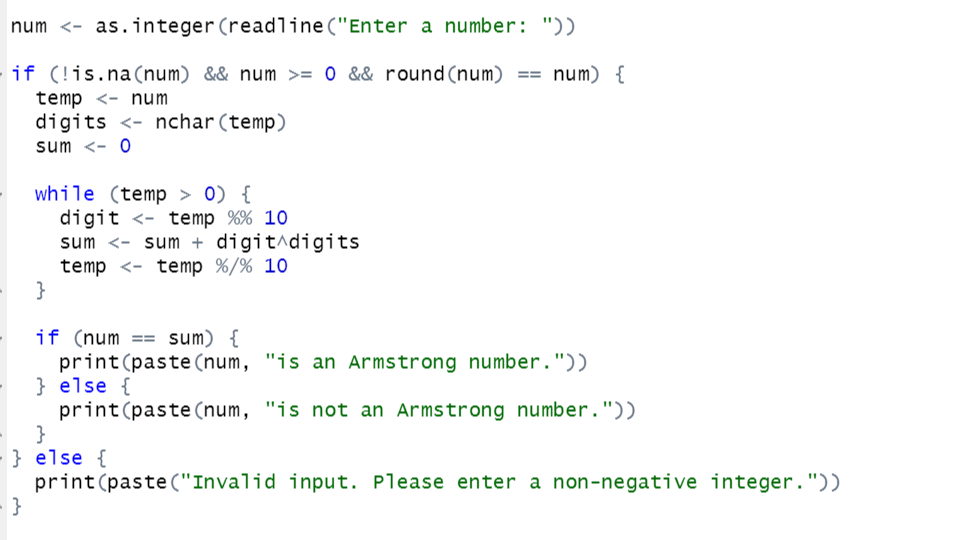 num <- as.integer(readline("Enter a number: "))
if (!is.na(num) && num >= 0 && round(num) == num) {
temp <- num
digits <- nchar(temp)
sum <- 0
while (temp > 0) {
digit <- temp %% 10
sum <- sum + digit^digits
temp <- temp %/% 10
}
if (num == sum) {
print(paste(num, "is an Armstrong number."))
} else {
print(paste(num, "is not an Armstrong number."))
}
} else {
print(paste("Invalid input. Please enter a non-negative integer."))
}